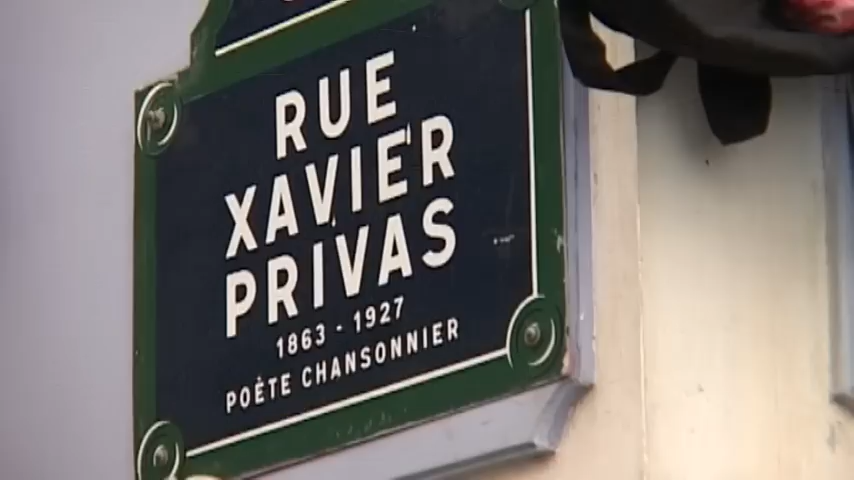 RUE
XAVIER
PRIVAS
1863 - 1927
POÈTE CHANSONNIER